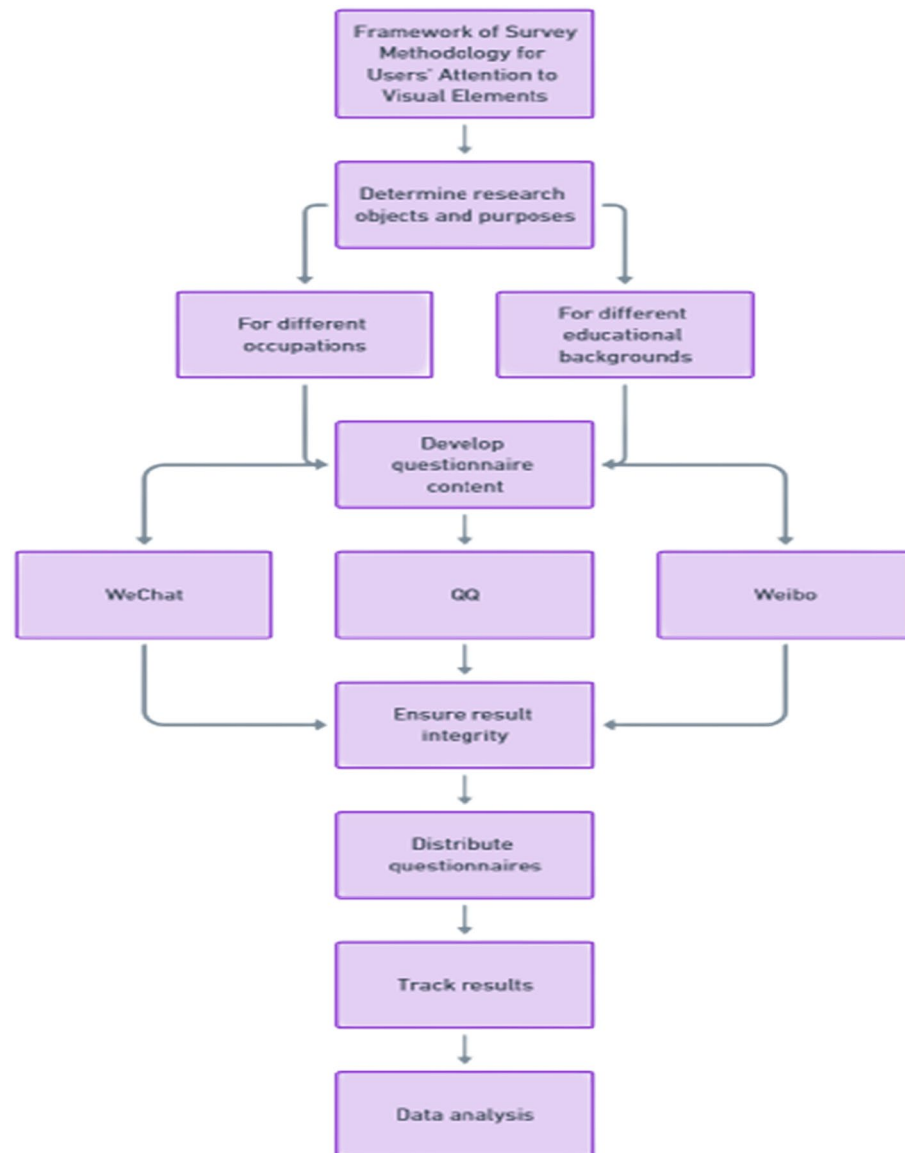 Framework of Survey
Methodology for
Users' Attention to
Visual Elements
Determine research
objects and purposes
For different
occupations
For different
educational
backgrounds
Develop
questionnaire
content
WeChat
QQ
Weibo
Ensure result
integrity
Distribute
questionnaires
Track results
Data analysis